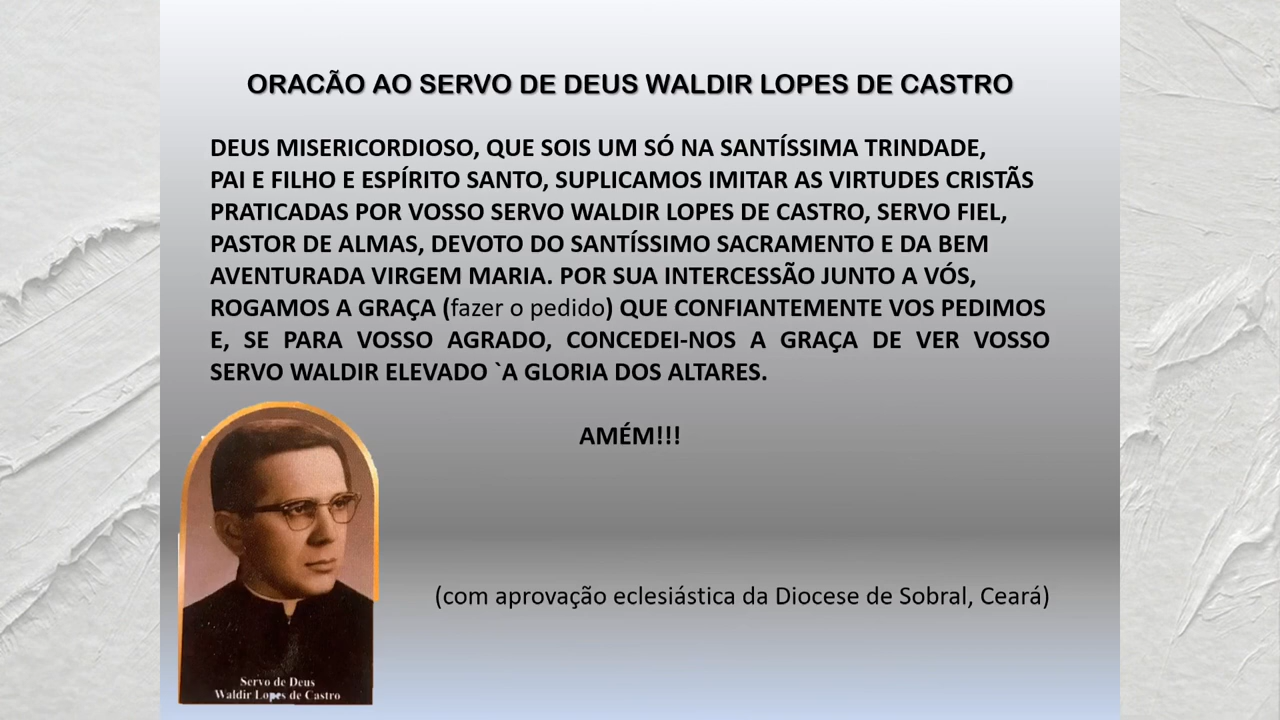 ORACÃO AO SERVO DE DEUS WALDIR LOPES DE CASTRO
DEUS MISERICORDIOSO, QUE SOIS UM SÓ NA SANTÍSSIMA TRINDADE,
PAI E FILHO E ESPÍRITO SANTO, SUPLICAMOS IMITAR AS VIRTUDES CRISTÃS
PRATICADAS POR VOSSO SERVO WALDIR LOPES DE CASTRO, SERVO FIEL,
PASTOR DE ALMAS, DEVOTO DO SANTÍSSIMO SACRAMENTO E DA BEM
AVENTURADA VIRGEM MARIA. POR SUA INTERCESSÃO JUNTO A VÓS,
ROGAMOS A GRAÇA (fazer o pedido) QUE CONFIANTEMENTE VOS PEDIMOS
E, SE PARA VOSSO AGRADO, CONCEDEI-NOS A GRAÇA DE VER VOSSO
SERVO WALDIR ELEVADO `A GLORIA DOS ALTARES.
AMÉM!!!
(com aprovação eclesiástica da Diocese de Sobral, Ceará)
Servo de Deus
Waldir Lopes de Castro